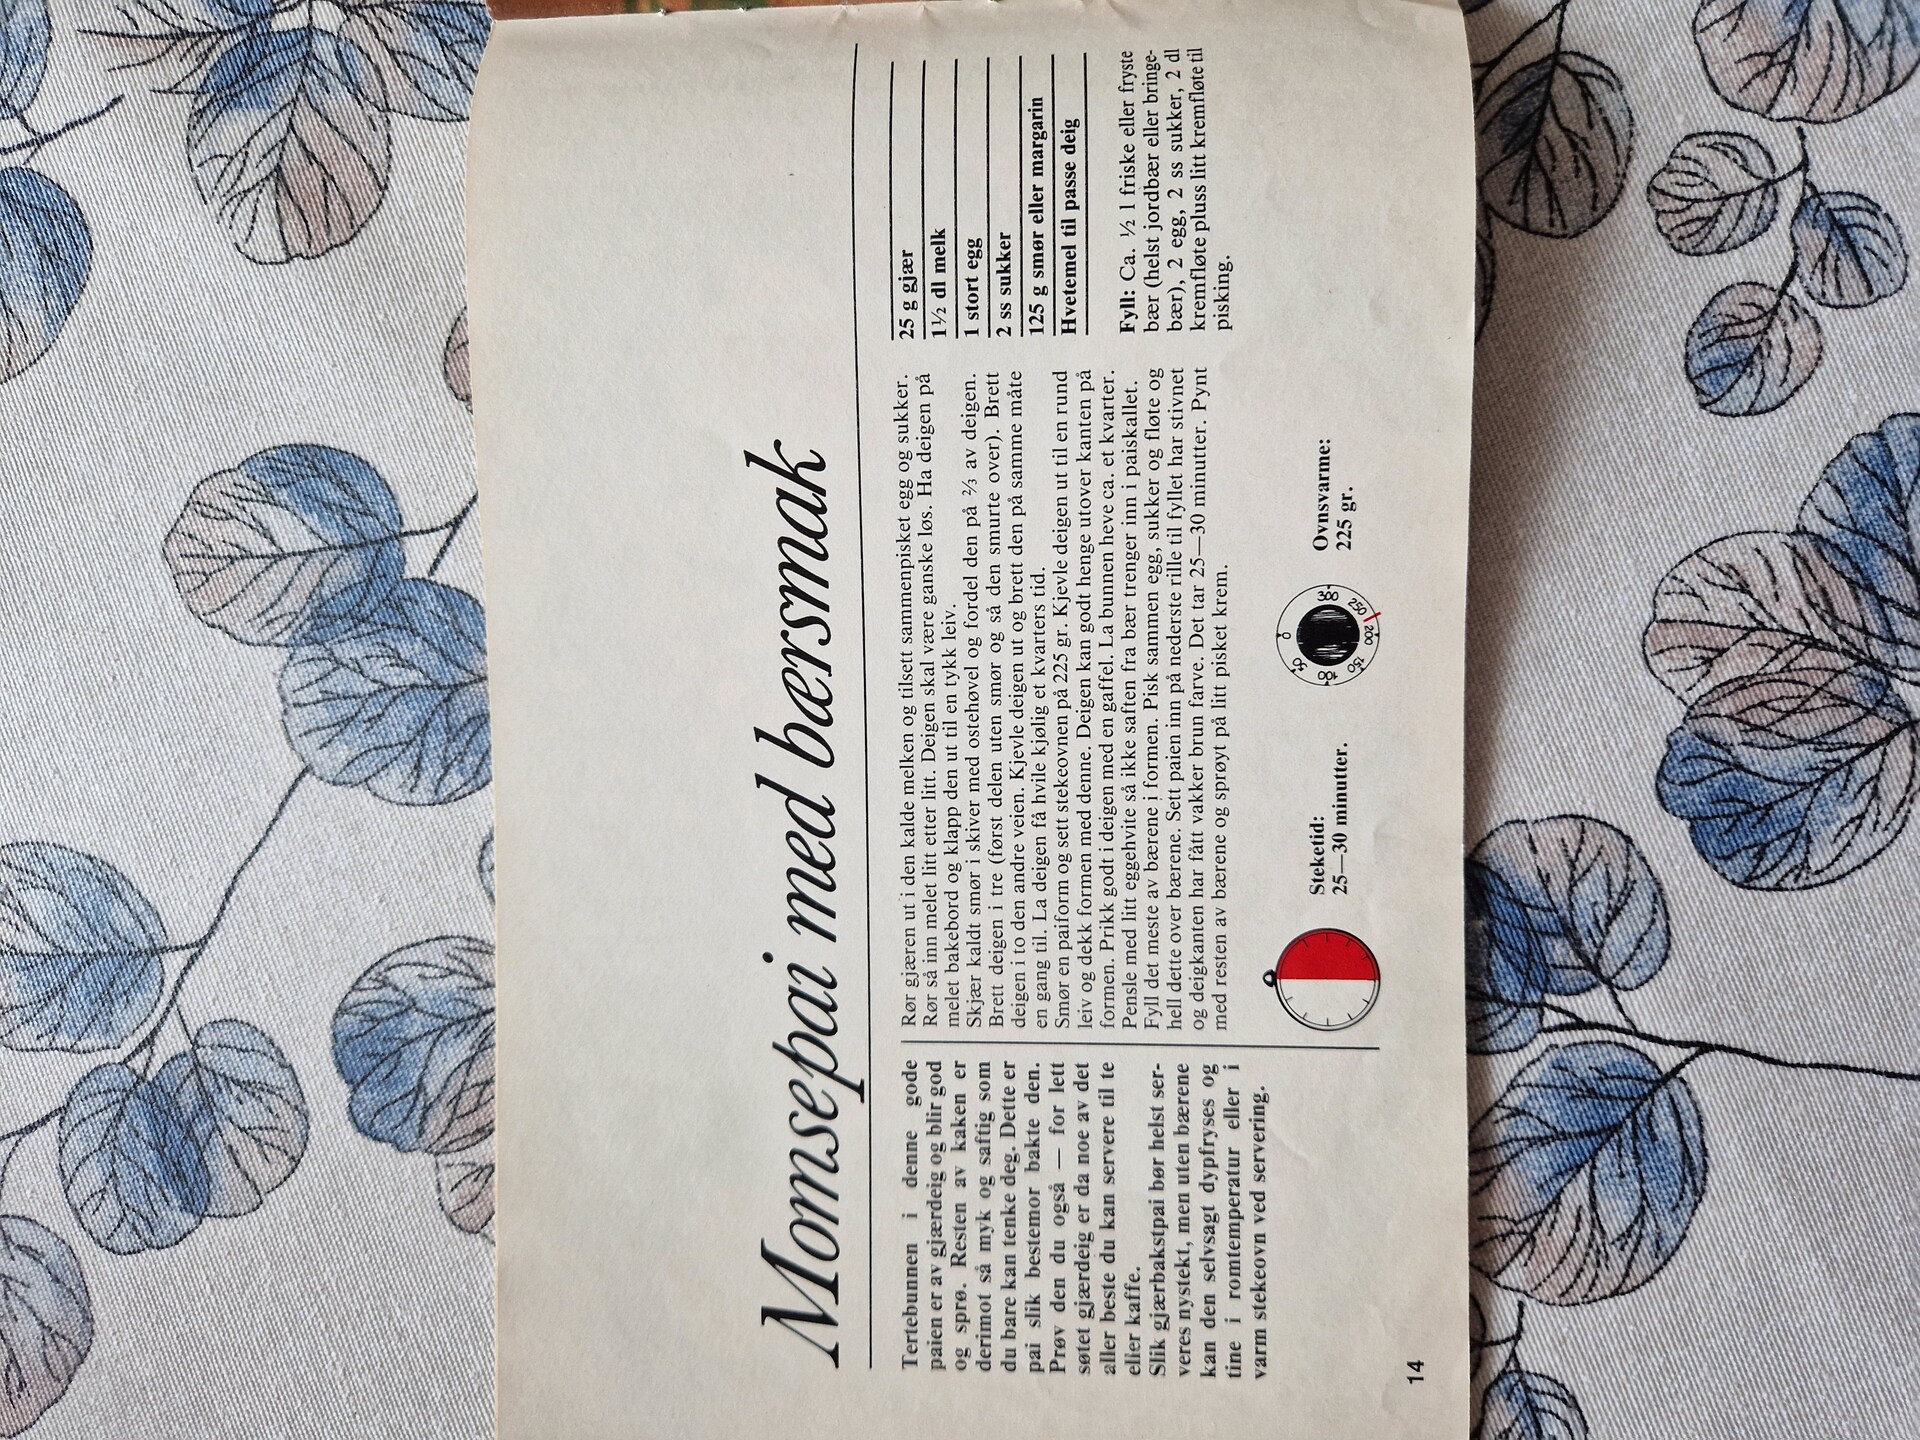 Momsepai med bærsmak
Tertebunnen i denne gode
paien er av gjærdeig og blir god
og sprø. Resten av kaken er
derimot så myk og saftig som
du bare kan tenke deg. Dette er
pai slik bestemor bakte den.
Prøv den du også — for lett
søtet gjærdeig er da noe av det
aller beste du kan servere til te
eller kaffe.
Slik gjærbakstpai bør helst ser-
veres nystekt, men uten bærene
kan den selvsagt dypfryses og
tine i romtemperatur eller i
varm stekeovn ved servering.
Rør gjæren ut i den kalde melken og tilsett sammenpisket egg og sukker.
Rør så inn melet litt etter litt. Deigen skal være ganske løs. Ha deigen på
melet bakebord og klapp den ut til en tykk leiv.
Skjær kaldt smør i skiver med ostehøvel og fordel den på ⅔ av deigen.
Brett deigen i tre (først delen uten smør og så den smurte over). Brett
deigen i to den andre veien. Kjevle deigen ut og brett den på samme måte
en gang til. La deigen få hvile kjølig et kvarters tid.
Smør en paiform og sett stekeovnen på 225 gr. Kjevle deigen ut til en rund
leiv og dekk formen med denne. Deigen kan godt henge utover kanten på
formen. Prikk godt i deigen med en gaffel. La bunnen heve ca. et kvarter.
Pensle med litt eggehvite så ikke saften fra bær trenger inn i paiskallet.
Fyll det meste av bærene i formen. Pisk sammen egg, sukker og fløte og
hell dette over bærene. Sett paien inn på nederste rille til fyllet har stivnet
og deigkanten har fått vakker brun farve. Det tar 25—30 minutter. Pynt
med resten av bærene og sprøyt på litt pisket krem.
25 g gjær
1½ dl melk
1 stort egg
2 ss sukker
125 g smør eller margarin
Hvetemel til passe deig
Fyll: Ca. ½ l friske eller fryste
bær (helst jordbær eller bringe-
bær), 2 egg, 2 ss sukker, 2 dl
kremfløte pluss litt kremfløte til
pisking.
Steketid:
25—30 minutter.
0
50
100
150
200
250
300
Ovnsvarme:
225 gr.
14